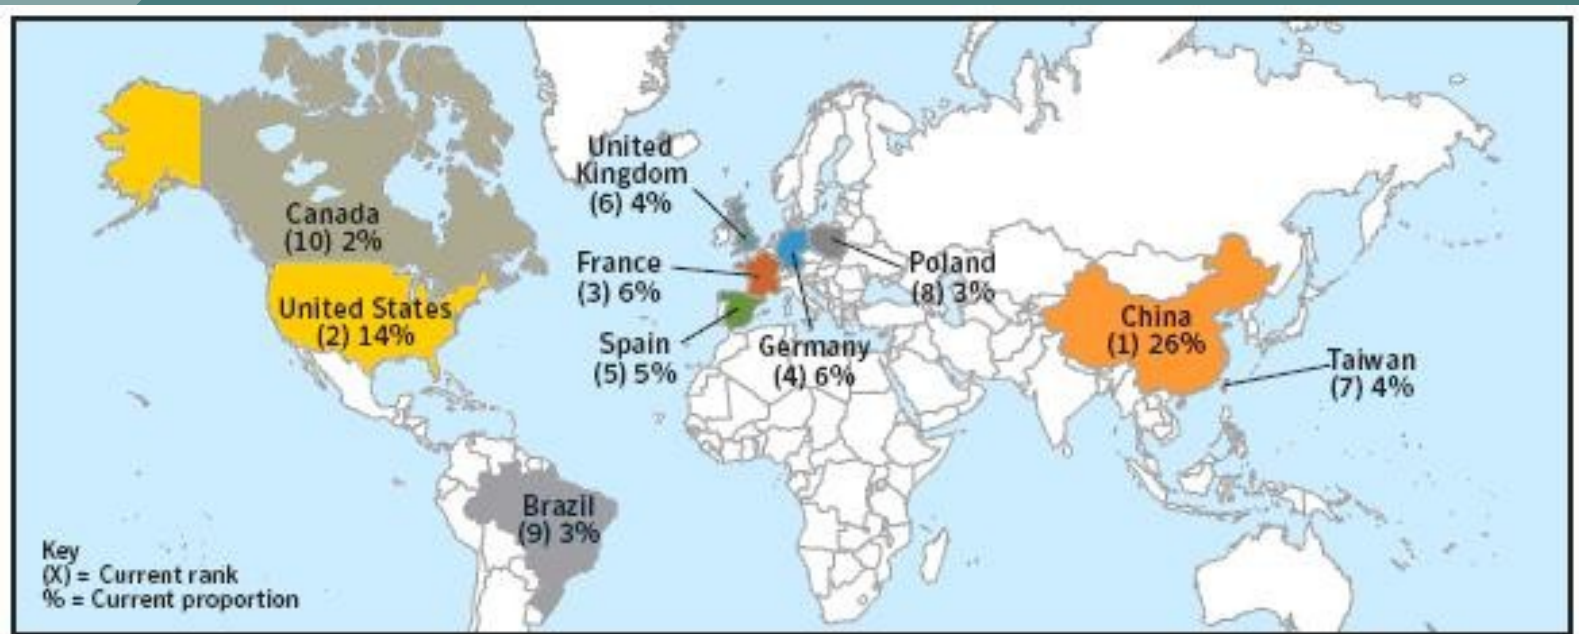 United
Kingdom
(6) 4%
Canada
(10) 2%
France
(3) 6%
Poland
(8) 3%
United States
(2) 14%
China
(1) 26%
Spain
(5) 5%
Germany
(4) 6%
Taiwan
(7) 4%
Brazil
(9) 3%
Key
(X) = Current rank
% = Current proportion